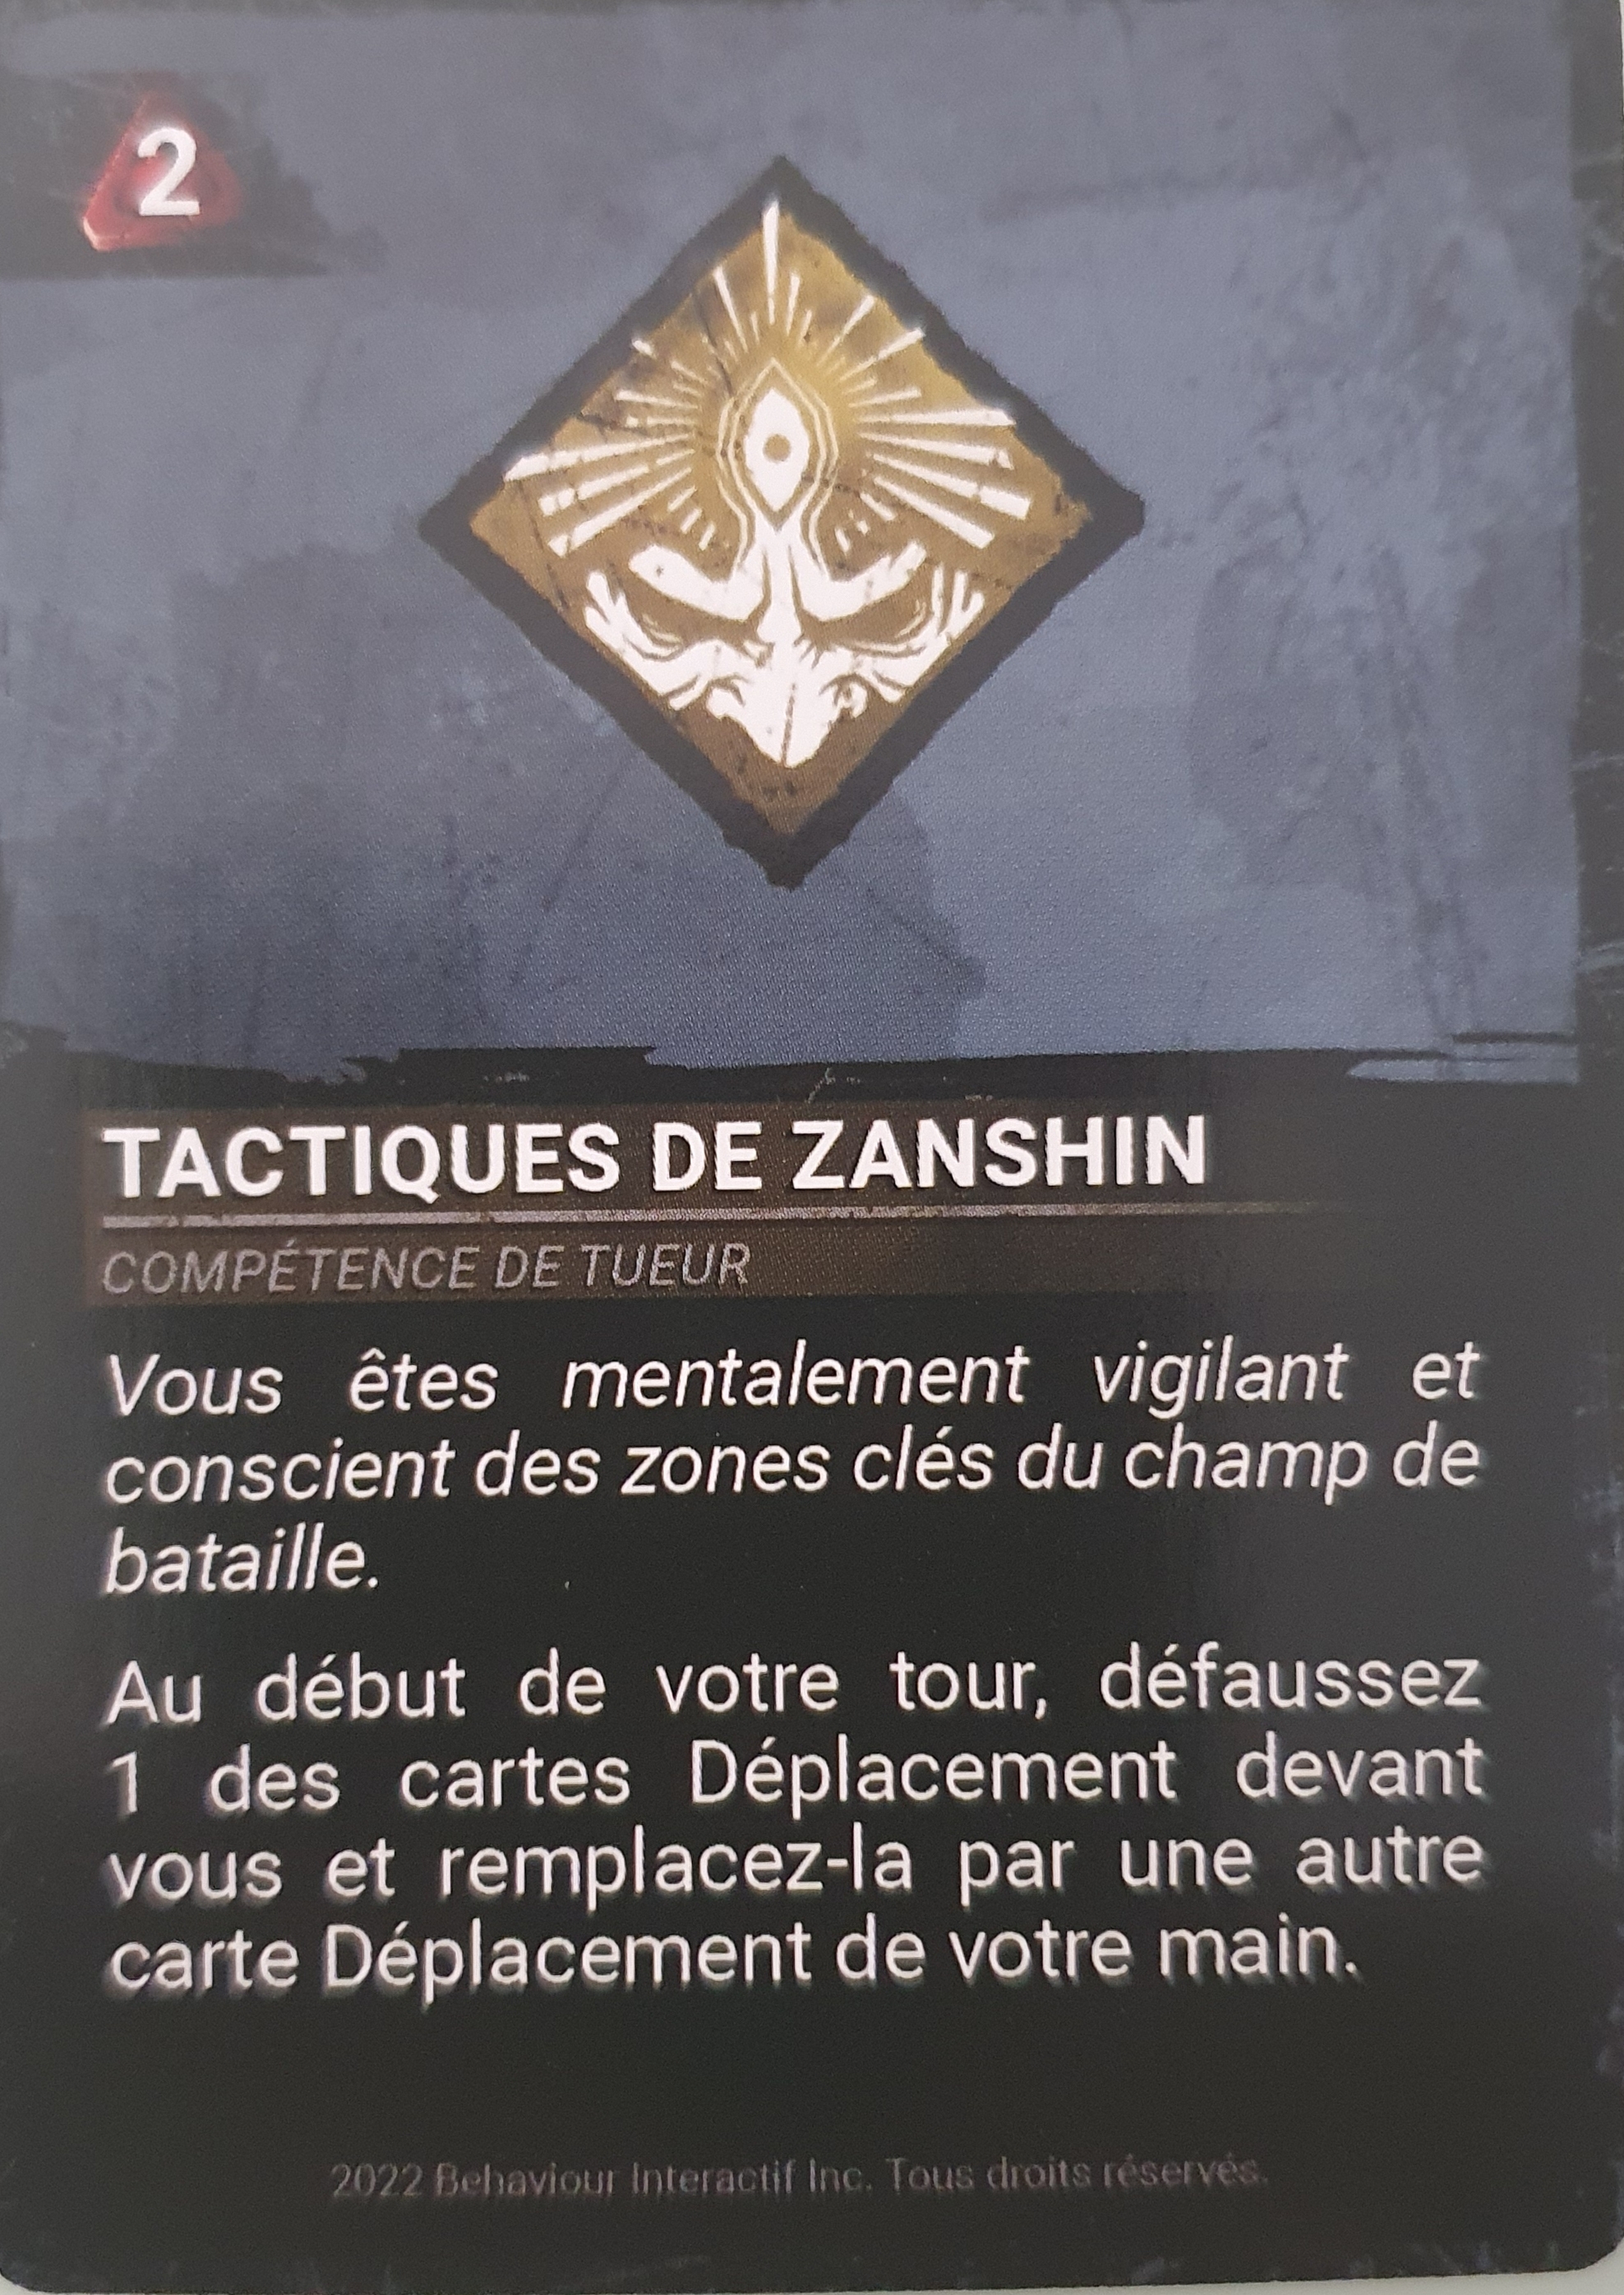 2
TACTIQUES DE ZANSHIN
COMPÉTENCE DE TUEUR
Vous êtes mentalement vigilant et
conscient des zones clés du champ de
bataille.
Au début de votre tour, défaussez
1 des cartes Déplacement devant
vous et remplacez-la par une autre
carte Déplacement de votre main.
2022 Behaviour Interactif Inc. Tous droits réservés.